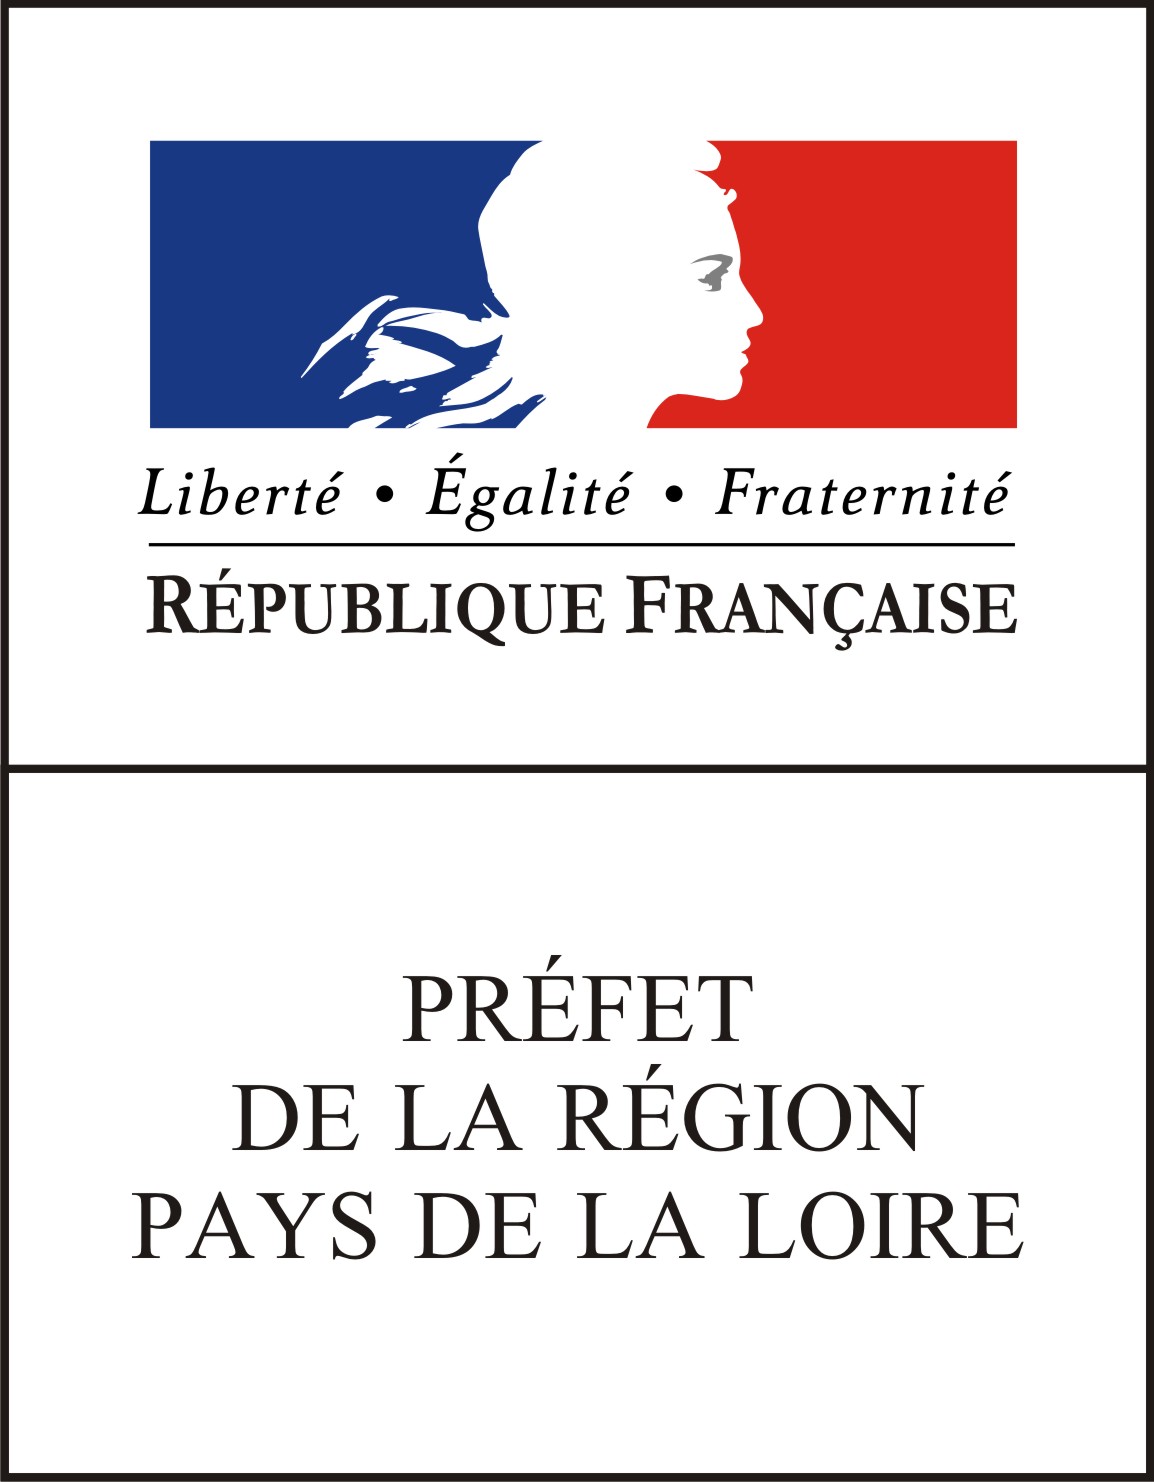 Liberté • Égalité • Fraternité
RÉPUBLIQUE FRANÇAISE
PRÉFET
DE LA RÉGION
PAYS DE LA LOIRE